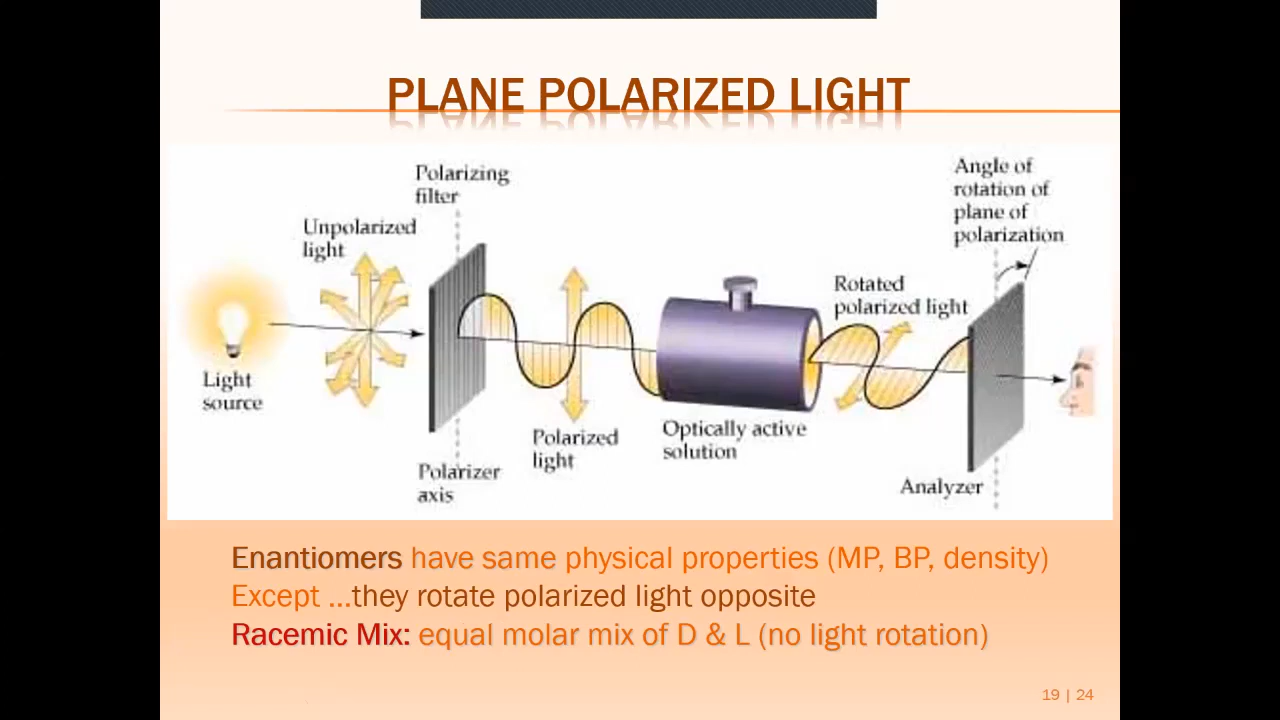 PLANE POLARIZED LIGHT
Polarizing
filter
Angle of
rotation of
plane of
polarization
Unpolarized
light
Rotated
polarized light
Light
source
Polarized
light
Optically active
solution
Polarizer
axis
Analyzer
Enantiomers have same physical properties (MP, BP, density)
Except ...they rotate polarized light opposite
Racemic Mix: equal molar mix of D & L (no light rotation)
19 | 24